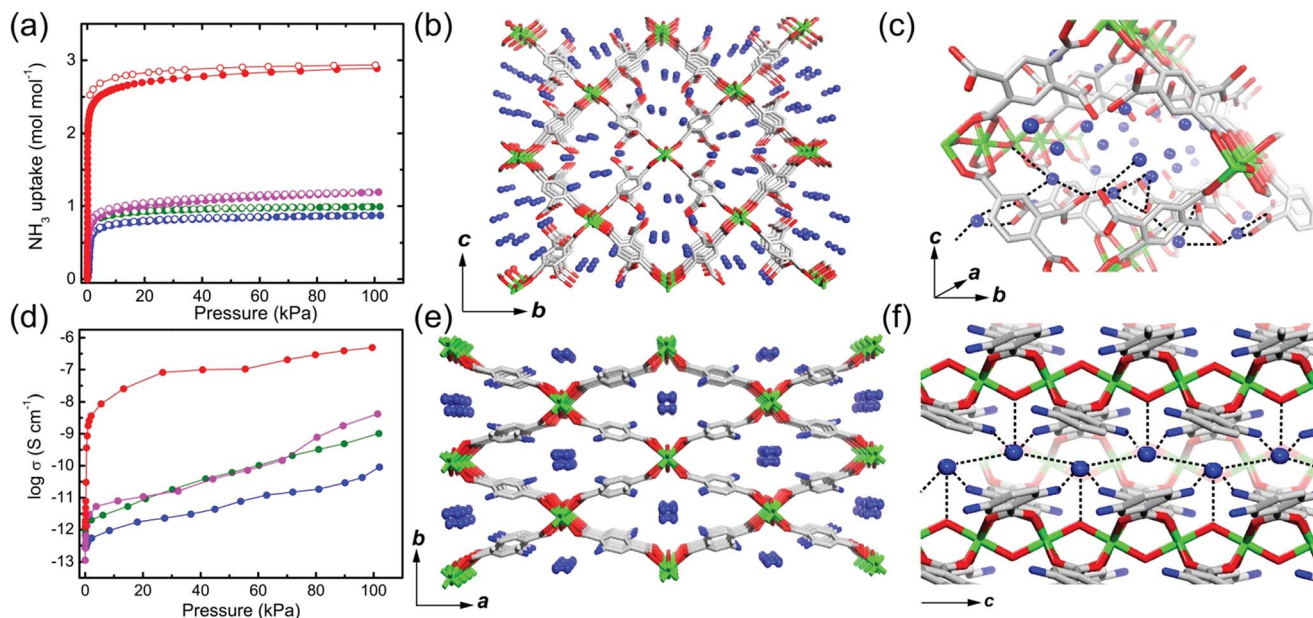 (a)
NH₃ uptake (mol mol⁻¹)
3
2
1
0
0 20 40 60 80 100
Pressure (kPa)
(b)
c
b
(c)
c
a
b
(d)
log σ (S cm⁻¹)
-6
-7
-8
-9
-10
-11
-12
-13
0 20 40 60 80 100
Pressure (kPa)
(e)
b
a
(f)
c